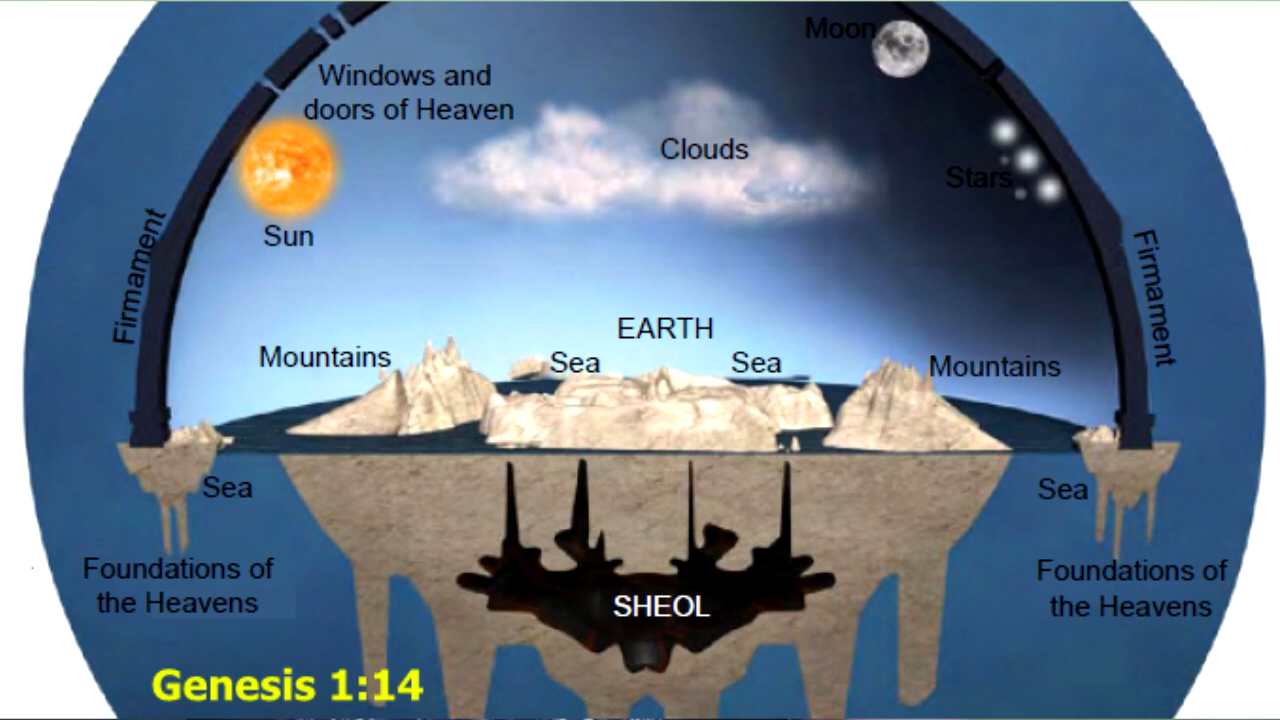 Moon
Windows and
doors of Heaven
Clouds
Stars
Sun
Firmament
Firmament
EARTH
Mountains
Sea
Sea
Mountains
Sea
Sea
Foundations of
the Heavens
Foundations of
the Heavens
SHEOL
Genesis 1:14